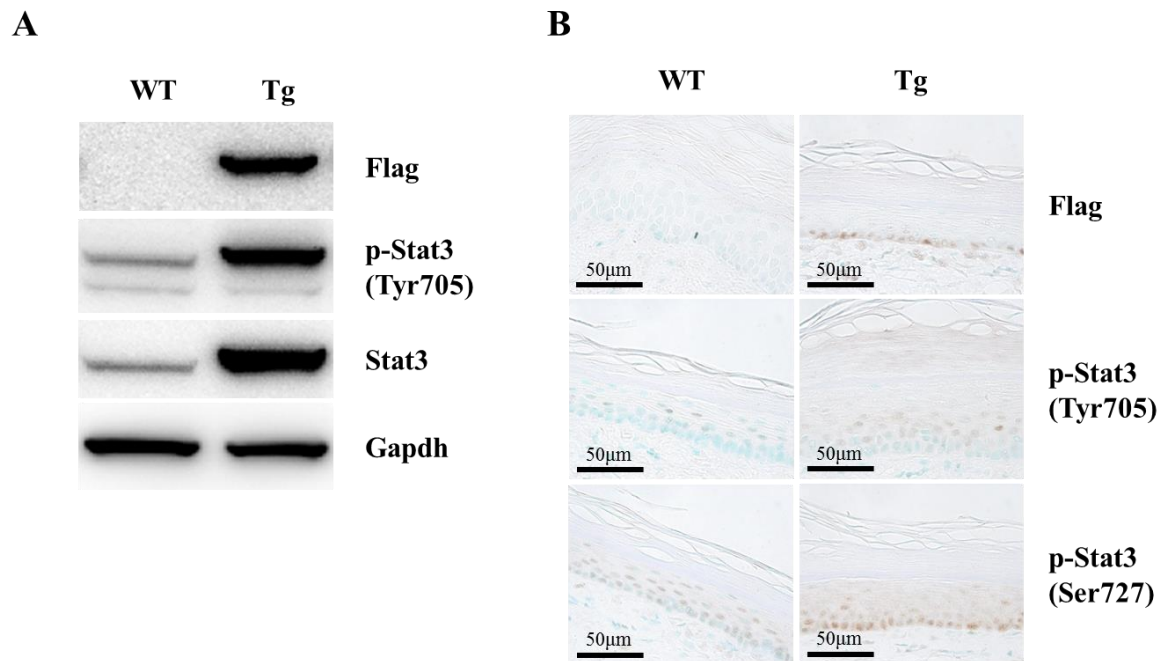 A
WT Tg
Flag
p-Stat3
(Tyr705)
Stat3
Gapdh
B
WT Tg
50μm
50μm
Flag
50μm
50μm
p-Stat3
(Tyr705)
50μm
50μm
p-Stat3
(Ser727)